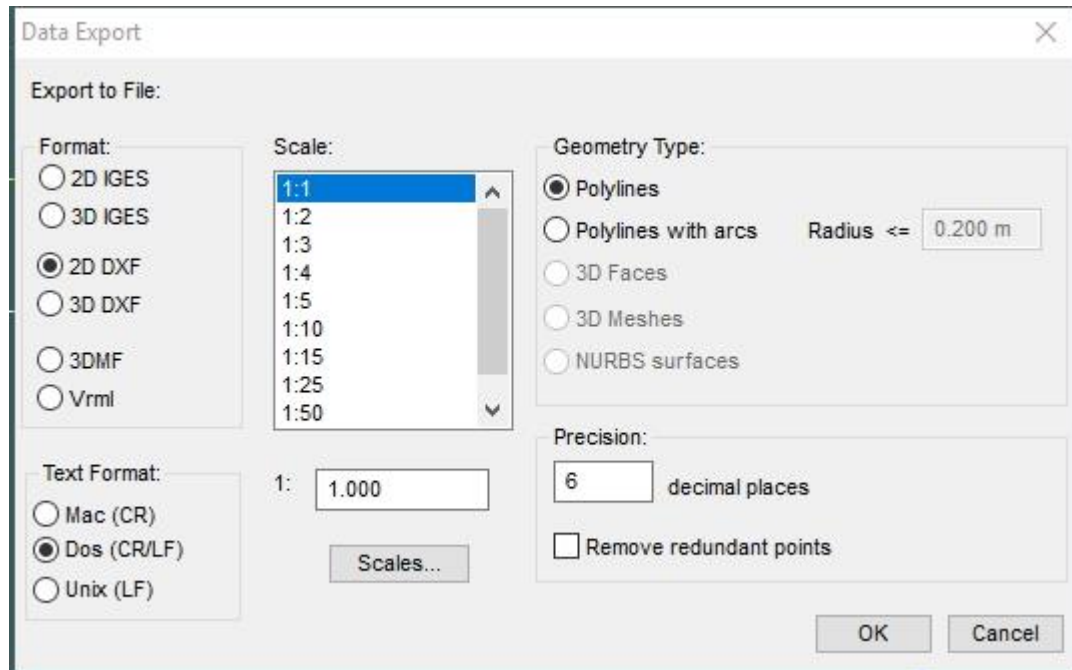 Data Export
Export to File:
Format:
2D IGES
3D IGES
2D DXF
3D DXF
3DMF
Vrml
Text Format:
Mac (CR)
Dos (CR/LF)
Unix (LF)
Scale:
1:1
1:2
1:3
1:4
1:5
1:10
1:15
1:25
1:50
1: 1.000
Scales...
Geometry Type:
Polylines
Polylines with arcs Radius <= 0.200 m
3D Faces
3D Meshes
NURBS surfaces
Precision:
6 decimal places
Remove redundant points
OK Cancel